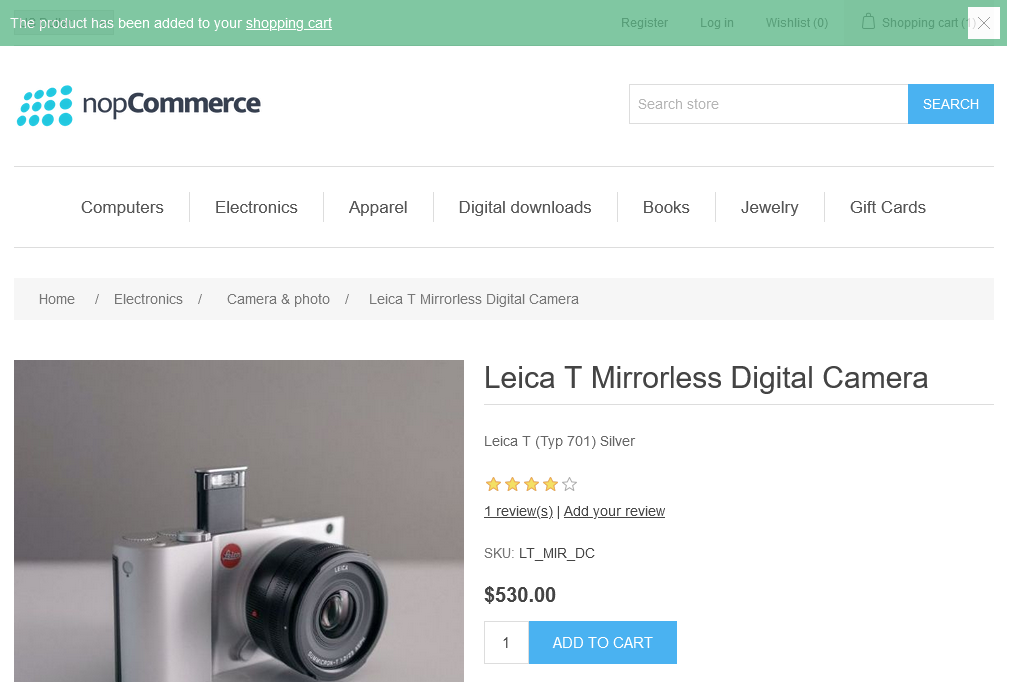 The product has been added to your shopping cart
Register
Log in
Wishlist (0)
Shopping cart (1)
nopCommerce
Search store
SEARCH
Computers
Electronics
Apparel
Digital downloads
Books
Jewelry
Gift Cards
Home / Electronics / Camera & photo / Leica T Mirrorless Digital Camera
Leica T Mirrorless Digital Camera
Leica T (Typ 701) Silver
1 review(s) | Add your review
SKU: LT_MIR_DC
$530.00
1
ADD TO CART
Leica
LEICA